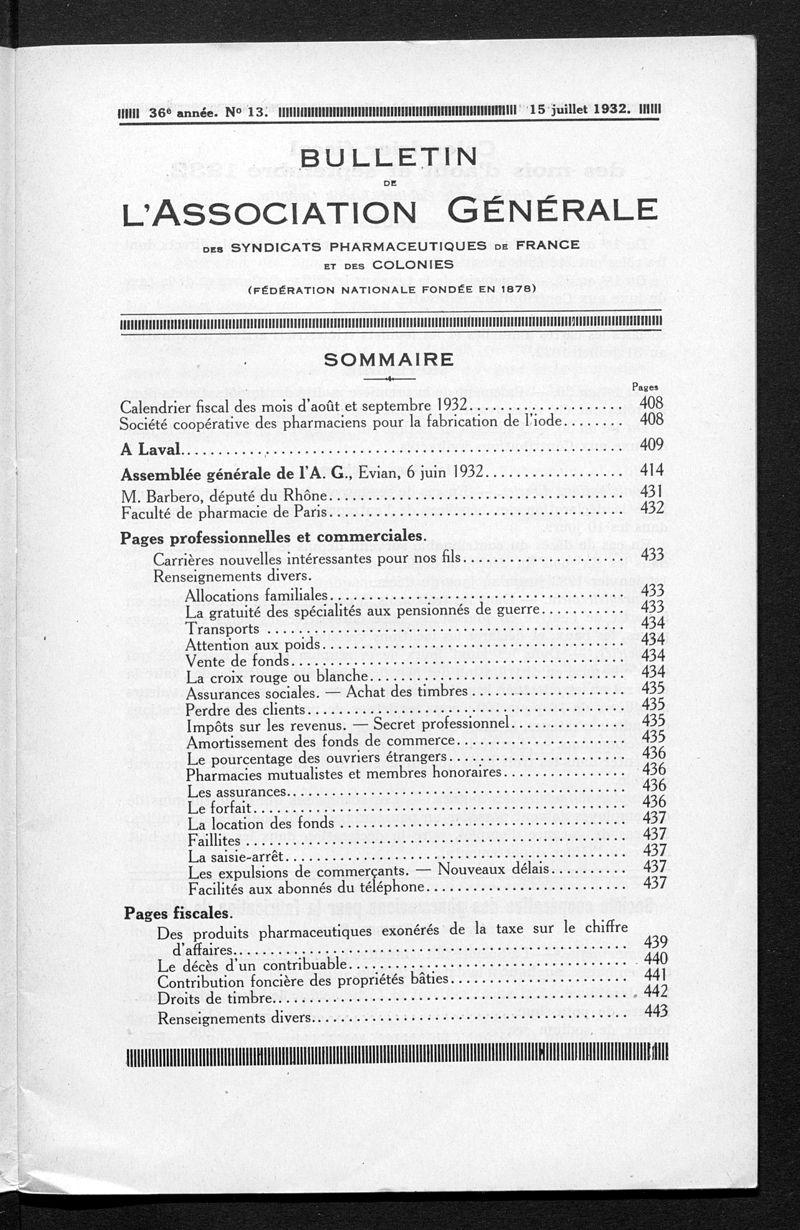 36e année. No 13. 15 juillet 1932.
BULLETIN
DE
L'ASSOCIATION GÉNÉRALE
DES SYNDICATS PHARMACEUTIQUES DE FRANCE
ET DES COLONIES
(FÉDÉRATION NATIONALE FONDÉE EN 1878)
SOMMAIRE
Pages
Calendrier fiscal des mois d'août et septembre 1932.................... 408
Société coopérative des pharmaciens pour la fabrication de l'iode........ 408
A Laval.......................................................... 409
Assemblée générale de l'A. G., Evian, 6 juin 1932.................. 414
M. Barbero, député du Rhône...................................... 431
Faculté de pharmacie de Paris...................................... 432
Pages professionnelles et commerciales.
Carrières nouvelles intéressantes pour nos fils..................... 433
Renseignements divers.
Allocations familiales...................................... 433
La gratuité des spécialités aux pensionnés de guerre........... 433
Transports .............................................. 434
Attention aux poids....................................... 434
Vente de fonds........................................... 434
La croix rouge ou blanche................................. 434
Assurances sociales. — Achat des timbres .................... 435
Perdre des clients......................................... 435
Impôts sur les revenus. — Secret professionnel............... 435
Amortissement des fonds de commerce...................... 435
Le pourcentage des ouvriers étrangers....................... 436
Pharmacies mutualistes et membres honoraires................ 436
Les assurances............................................ 436
Le forfait................................................ 436
La location des fonds ..................................... 437
Faillites ................................................. 437
La saisie-arrêt............................................ 437
Les expulsions de commerçants. — Nouveaux délais.......... 437
Facilités aux abonnés du téléphone.......................... 437
Pages fiscales.
Des produits pharmaceutiques exonérés de la taxe sur le chiffre
d'affaires.................................................. 439
Le décès d'un contribuable.................................... 440
Contribution foncière des propriétés bâties....................... 441
Droits de timbre.............................................. 442
Renseignements divers........................................ 443